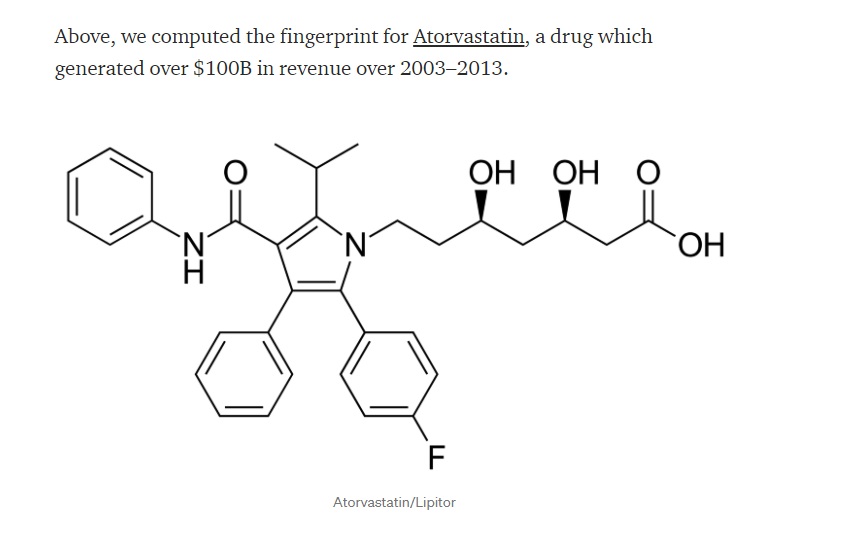 Above, we computed the fingerprint for Atorvastatin, a drug which
generated over $100B in revenue over 2003–2013.
O
OH OH O
N
H
N
OH
F
Atorvastatin/Lipitor